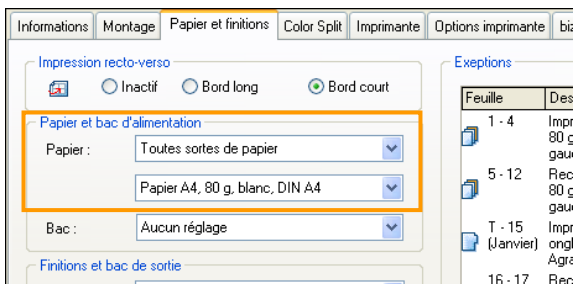 Informations Montage Papier et finitions Color Split Imprimante Options imprimante
Impression recto-verso
Inactif Bord long Bord court
Papier et bac d'alimentation
Papier : Toutes sortes de papier
Papier A4, 80 g, blanc, DIN A4
Bac : Aucun réglage
Finitions et bac de sortie
Exeptions
Feuille Des
1 - 4 Impr
80 g
gau
5 - 12 Rec
80 g
gau
T - 15 Impr
(Janvier) ongl
Agra
16 - 17 Rec